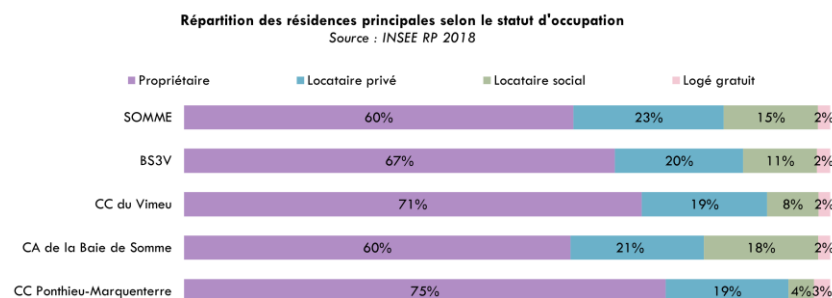 Répartition des résidences principales selon le statut d'occupation
Source : INSEE RP 2018
Propriétaire Locataire privé Locataire social Logé gratuit
SOMME 60% 23% 15% 2%
BS3V 67% 20% 11% 2%
CC du Vimeu 71% 19% 8% 2%
CA de la Baie de Somme 60% 21% 18% 2%
CC Ponthieu-Marquenterre 75% 19% 4% 3%